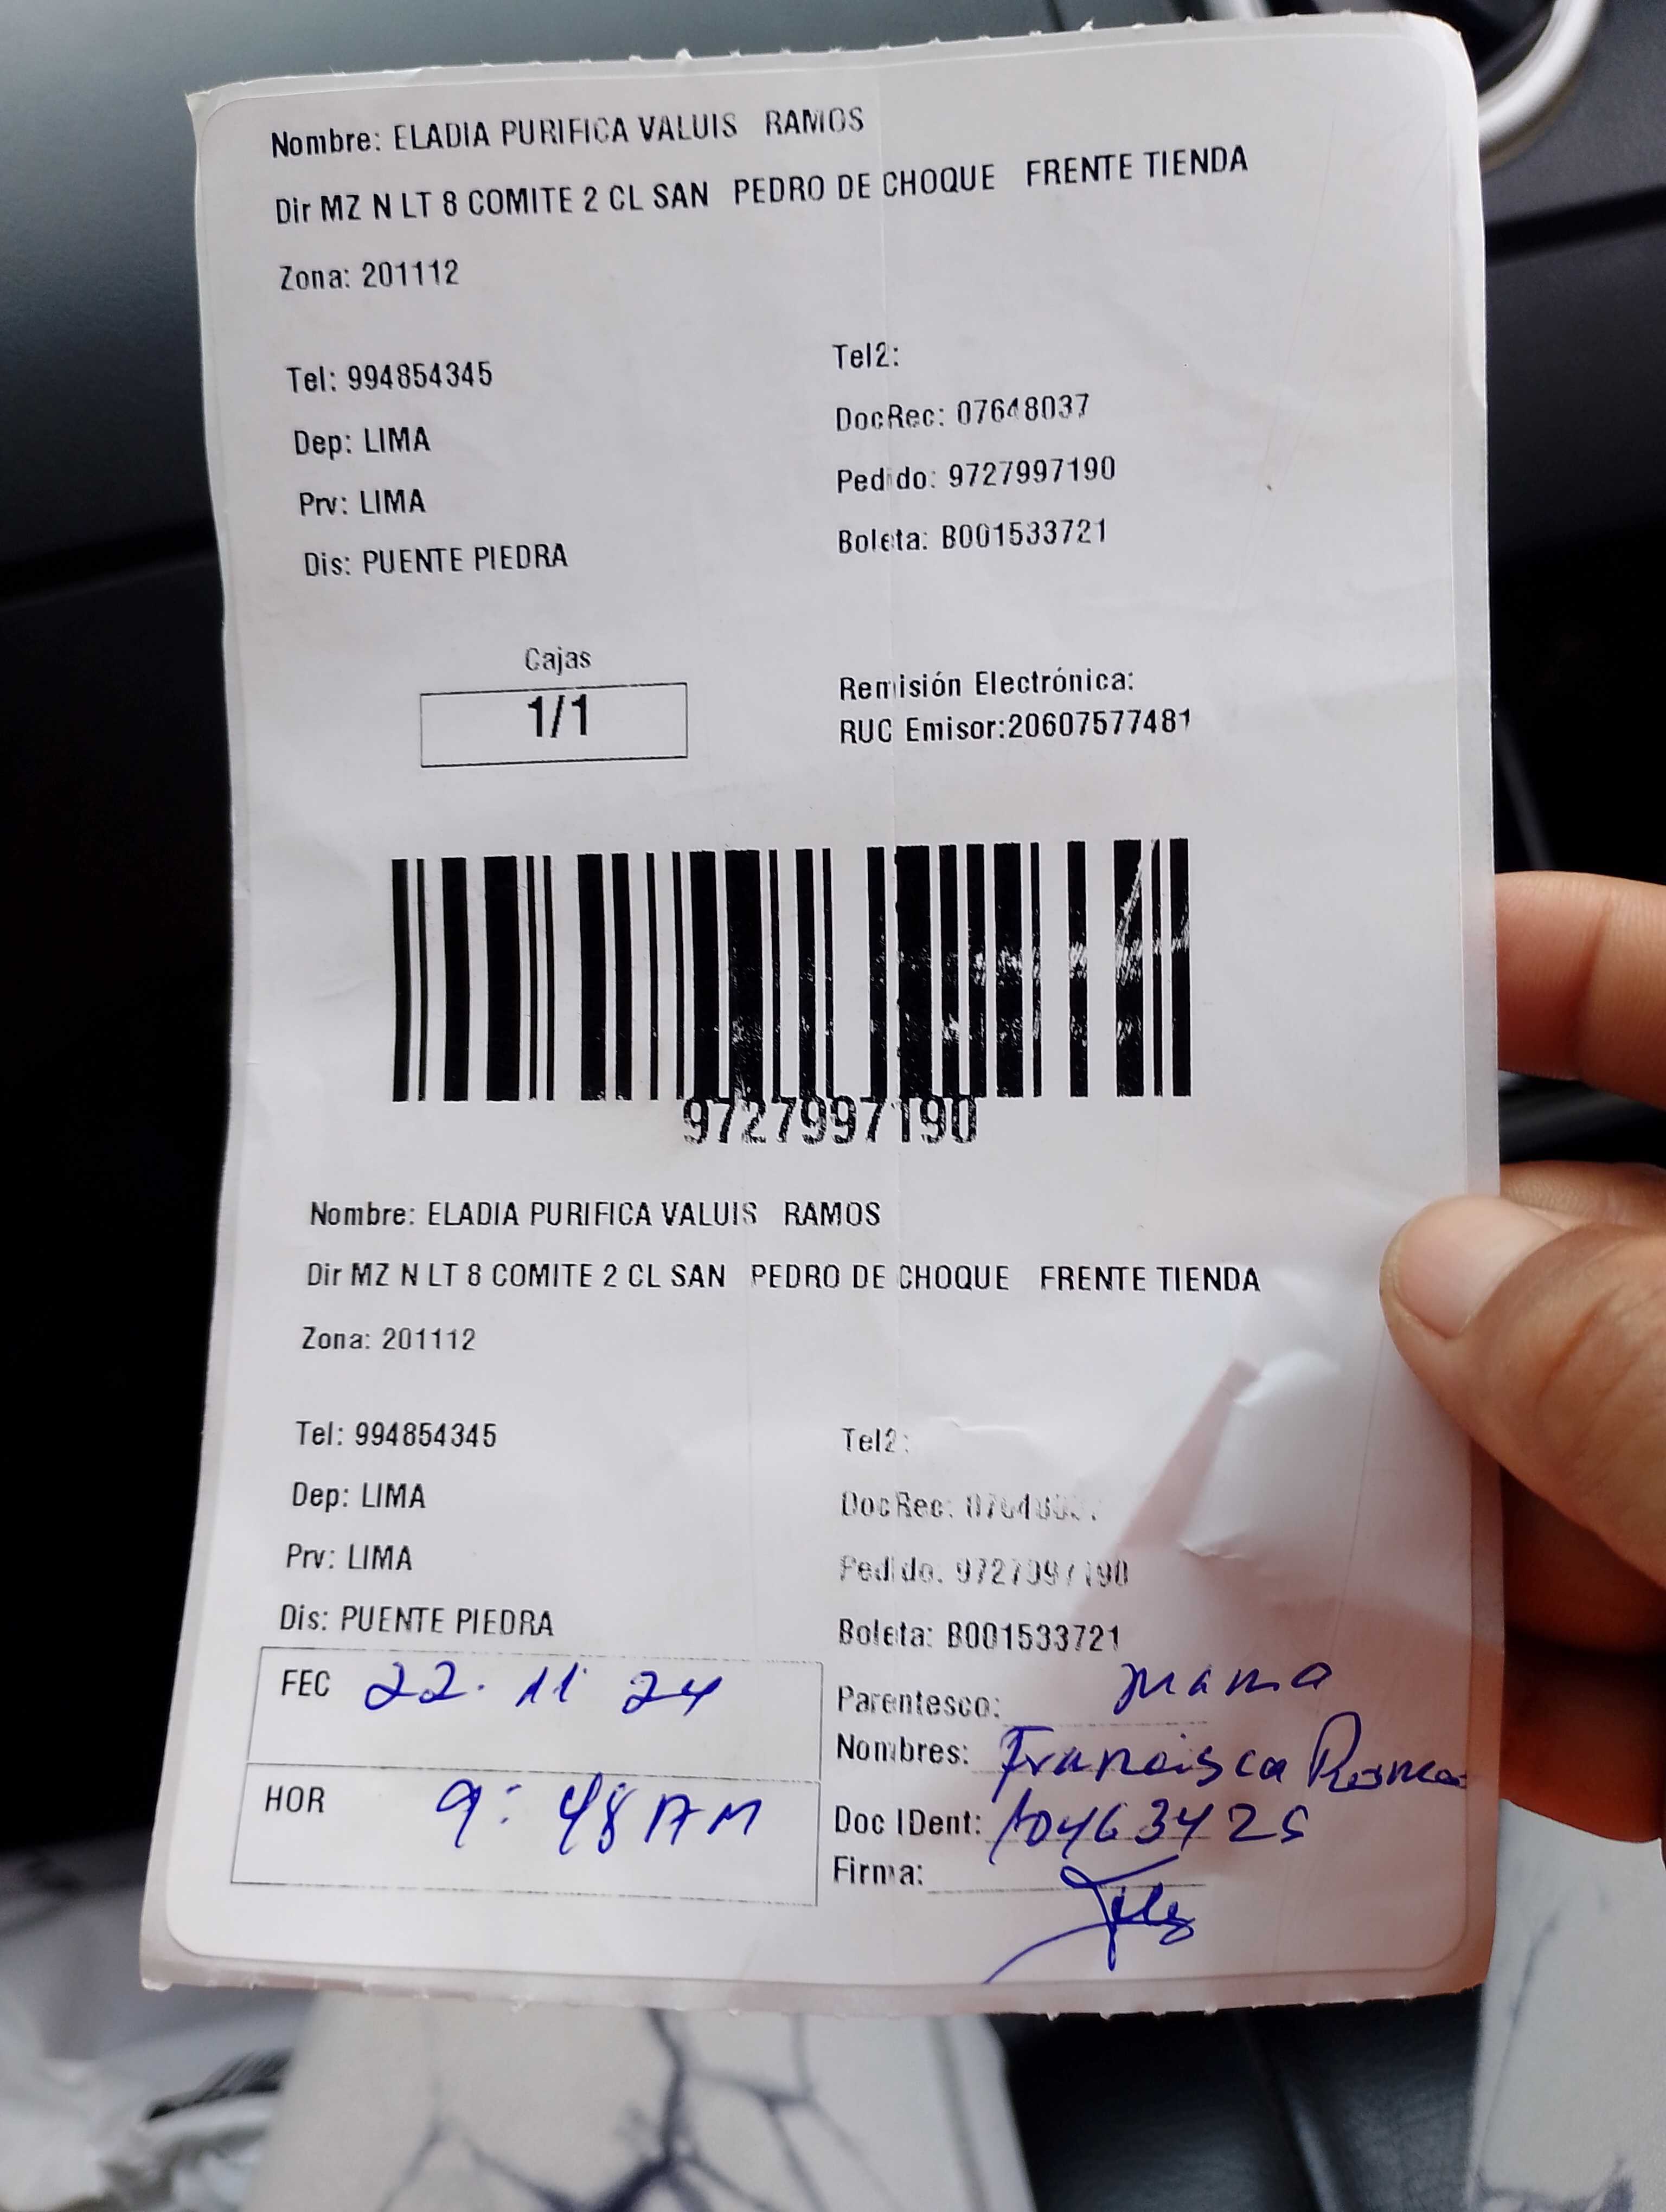 Nombre: ELADIA PURIFICA VALUIS RAMOS
Dir MZ N LT 8 COMITE 2 CL SAN PEDRO DE CHOQUE FRENTE TIENDA
Zona: 201112
Tel: 994854345
Tel2:
Dep: LIMA
DocRec: 07648037
Prv: LIMA
Pedido: 9727997190
Dis: PUENTE PIEDRA
Boleta: B001533721
Cajas
1/1
Remisión Electrónica:
RUC Emisor:20607577481
9727997190
Nombre: ELADIA PURIFICA VALUIS RAMOS
Dir MZ N LT 8 COMITE 2 CL SAN PEDRO DE CHOQUE FRENTE TIENDA
Zona: 201112
Tel: 994854345
Tel2:
Dep: LIMA
DocRec:
Prv: LIMA
Pedido: 9727997190
Dis: PUENTE PIEDRA
Boleta: B001533721
FEC 22. 11 24
Parentesco: mama
Nombres: Francisca Ramos
HOR 9: 48 AM
Doc IDent:
Firma: